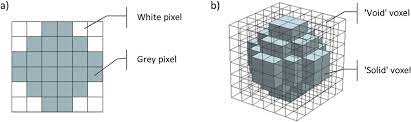 a)
White pixel
Grey pixel
b)
'Void' voxel
'Solid' voxel